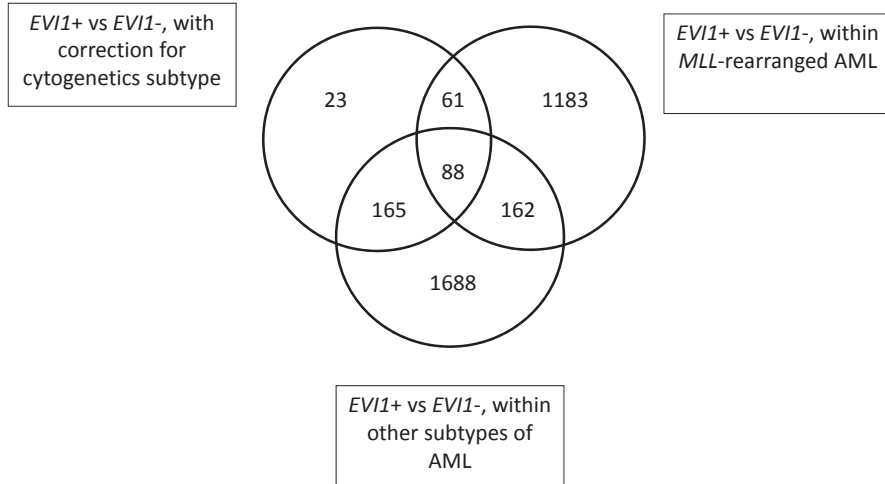 EVI1+ vs EVI1-, with
correction for
cytogenetics subtype
EVI1+ vs EVI1-, within
MLL-rearranged AML
23
61
1183
88
165
162
1688
EVI1+ vs EVI1-, within
other subtypes of
AML